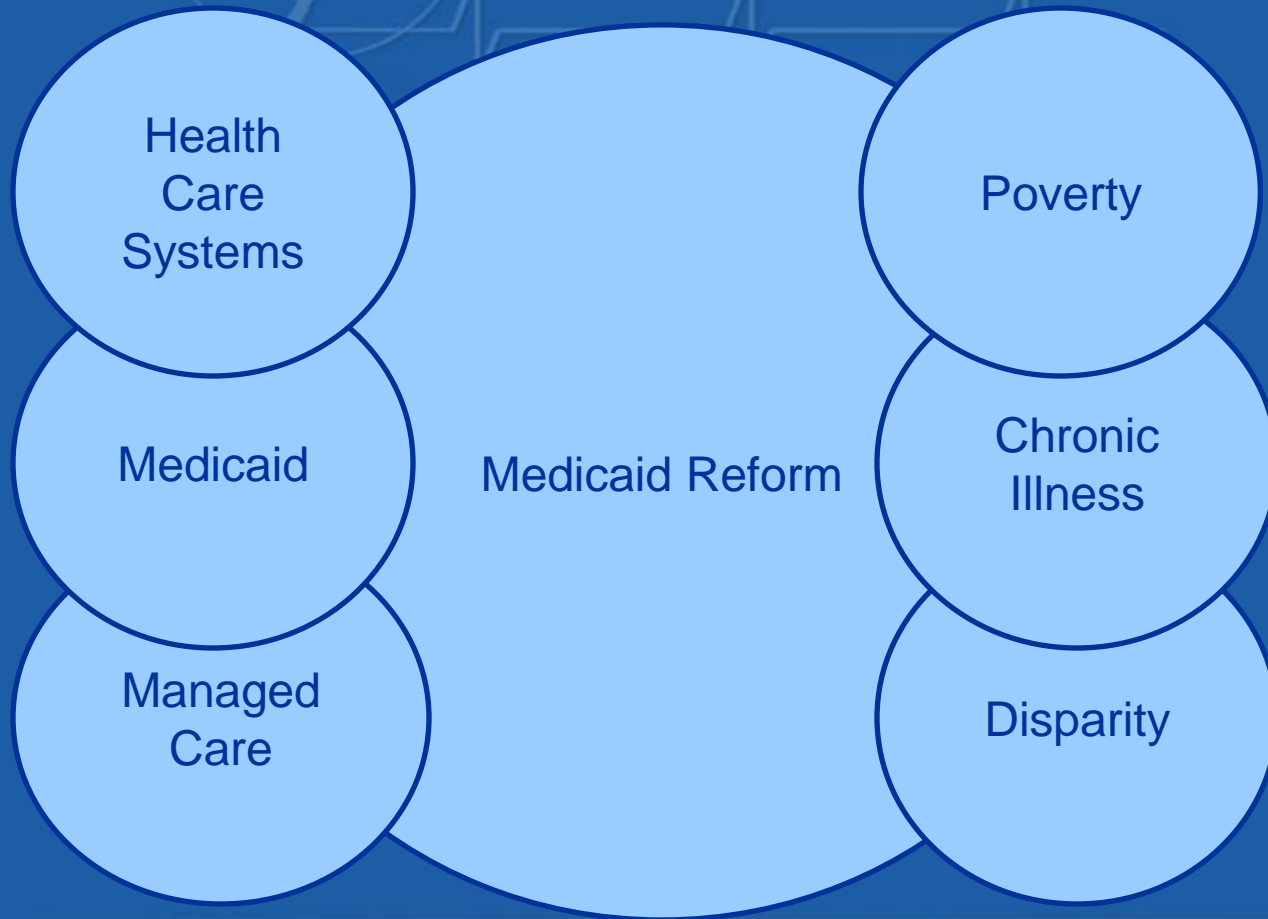 Health
Care
Systems
Medicaid
Managed
Care
Medicaid Reform
Poverty
Chronic
Illness
Disparity